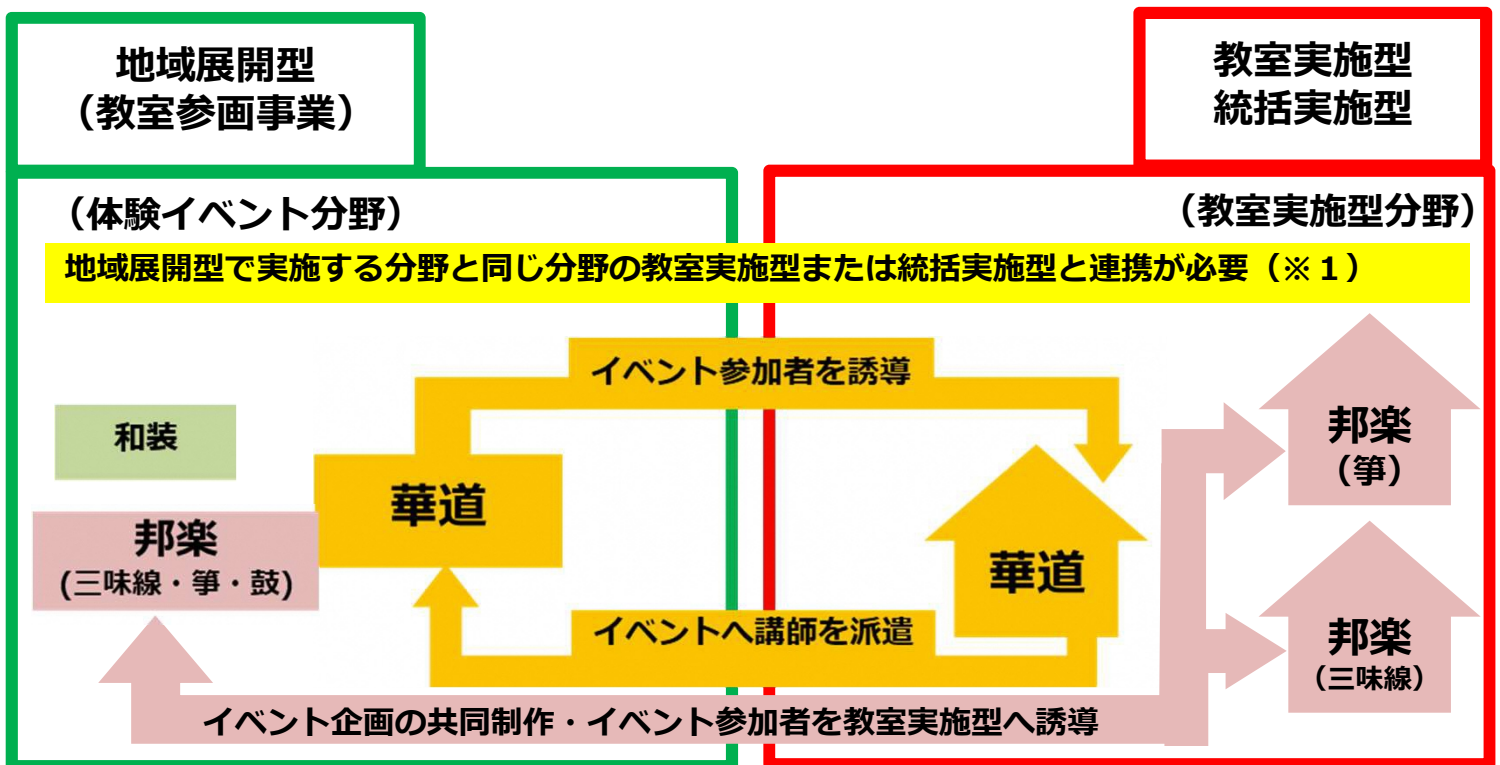 地域展開型
（教室参画事業）
教室実施型
統括実施型
（体験イベント分野）
（教室実施型分野）
地域展開型で実施する分野と同じ分野の教室実施型または統括実施型と連携が必要（※１）
イベント参加者を誘導
和装
華道
邦楽
(三味線・箏・鼓)
華道
邦楽
（箏）
イベントへ講師を派遣
邦楽
（三味線）
イベント企画の共同制作・イベント参加者を教室実施型へ誘導